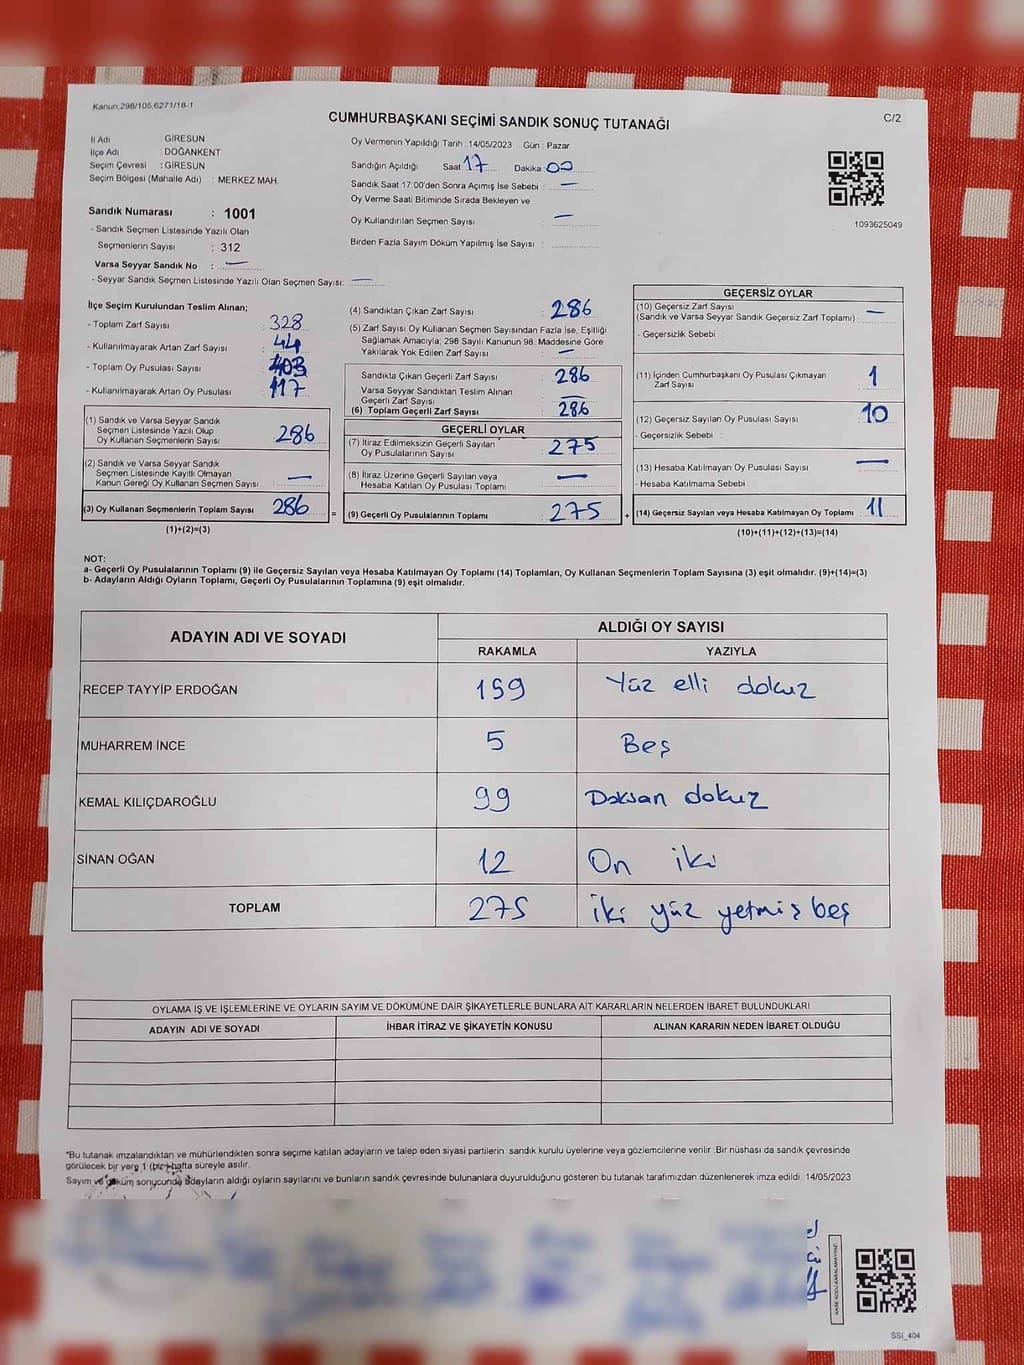 Kanun,298/105,6271/18-1
CUMHURBAŞKANI SEÇİMİ SANDIK SONUÇ TUTANAĞI
C/2
İl Adı : GİRESUN
İlçe Adı : DOĞANKENT
Seçim Çevresi : GİRESUN
Seçim Bölgesi (Mahalle Adı) : MERKEZ MAH.
Oy Vermenin Yapıldığı Tarih : 14/05/2023 Gün : Pazar
Sandığın Açıldığı Saat 17 Dakika 00
Sandık Saat 17:00'den Sonra Açımış İse Sebebi : —
Oy Verme Saati Bitiminde Sırada Bekleyen ve
Oy Kullandırılan Seçmen Sayısı : —
Birden Fazla Sayım Döküm Yapılmış İse Sayısı :
1093625049
Sandık Numarası : 1001
- Sandık Seçmen Listesinde Yazılı Olan
Seçmenlerin Sayısı : 312
Varsa Seyyar Sandık No : —
- Seyyar Sandık Seçmen Listesinde Yazılı Olan Seçmen Sayısı: —
İlçe Seçim Kurulundan Teslim Alınan;
- Toplam Zarf Sayısı : 328
- Kullanılmayarak Artan Zarf Sayısı : 44
- Toplam Oy Pusulası Sayısı : 403
- Kullanılmayarak Artan Oy Pusulası : 117
(1) Sandık ve Varsa Seyyar Sandık
Seçmen Listesinde Yazılı Olup
Oy Kullanan Seçmenlerin Sayısı : 286
(2) Sandık ve Varsa Seyyar Sandık
Seçmen Listesinde Kayıtlı Olmayan
Kanun Gereği Oy Kullanan Seçmen Sayısı : —
(3) Oy Kullanan Seçmenlerin Toplam Sayısı : 286
(1)+(2)=(3)
(4) Sandıktan Çıkan Zarf Sayısı : 286
(5) Zarf Sayısı Oy Kullanan Seçmen Sayısından Fazla İse, Eşitliği
Sağlamak Amacıyla, 298 Sayılı Kanunun 98. Maddesine Göre
Yakılarak Yok Edilen Zarf Sayısı : —
Sandıkta Çıkan Geçerli Zarf Sayısı : 286
Varsa Seyyar Sandıktan Teslim Alınan
Geçerli Zarf Sayısı : —
(6) Toplam Geçerli Zarf Sayısı : 286
GEÇERLİ OYLAR
(7) İtiraz Edilmeksizin Geçerli Sayılan
Oy Pusulalarının Sayısı : 275
(8) İtiraz Üzerine Geçerli Sayılan veya
Hesaba Katılan Oy Pusulası Toplamı : —
= (9) Geçerli Oy Pusulalarının Toplamı : 275 +
GEÇERSİZ OYLAR
(10) Geçersiz Zarf Sayısı
(Sandık ve Varsa Seyyar Sandık Geçersiz Zarf Toplamı) : —
- Geçersizlik Sebebi :
(11) İçinden Cumhurbaşkanı Oy Pusulası Çıkmayan
Zarf Sayısı : 1
(12) Geçersiz Sayılan Oy Pusulası Sayısı : 10
- Geçersizlik Sebebi :
(13) Hesaba Katılmayan Oy Pusulası Sayısı : —
- Hesaba Katılmama Sebebi :
(14) Geçersiz Sayılan veya Hesaba Katılmayan Oy Toplamı : 11
(10)+(11)+(12)+(13)=(14)
NOT:
a- Geçerli Oy Pusulalarının Toplamı (9) ile Geçersiz Sayılan veya Hesaba Katılmayan Oy Toplamı (14) Toplamları, Oy Kullanan Seçmenlerin Toplam Sayısına (3) eşit olmalıdır. (9)+(14)=(3)
b- Adayların Aldığı Oyların Toplamı, Geçerli Oy Pusulalarının Toplamına (9) eşit olmalıdır.
ADAYIN ADI VE SOYADI ALDIĞI OY SAYISI
RAKAMLA YAZIYLA
RECEP TAYYİP ERDOĞAN 159 Yüz elli dokuz
MUHARREM İNCE 5 Beş
KEMAL KILIÇDAROĞLU 99 Doksan dokuz
SİNAN OĞAN 12 On iki
TOPLAM 275 iki yüz yetmiş beş
OYLAMA İŞ VE İŞLEMLERİNE VE OYLARIN SAYIM VE DÖKÜMÜNE DAİR ŞİKAYETLERLE BUNLARA AİT KARARLARIN NELERDEN İBARET BULUNDUKLARI
ADAYIN ADI VE SOYADI İHBAR İTİRAZ VE ŞİKAYETİN KONUSU ALINAN KARARIN NEDEN İBARET OLDUĞU
*Bu tutanak imzalandıktan ve mühürlendikten sonra seçime katılan adayların ve talep eden siyasi partilerin sandık kurulu üyelerine veya gözlemcilerine verilir .Bir nüshası da sandık çevresinde
görülecek bir yere 1 (bir) hafta süreyle asılır.
Sayım ve döküm sonucunda adayların aldığı oyların sayılarını ve bunların sandık çevresinde bulunanlara duyurulduğunu gösteren bu tutanak tarafımızdan düzenlenerek imza edildi. 14/05/2023
KARE KODU KARALAMAYINIZ!
SSİ_404